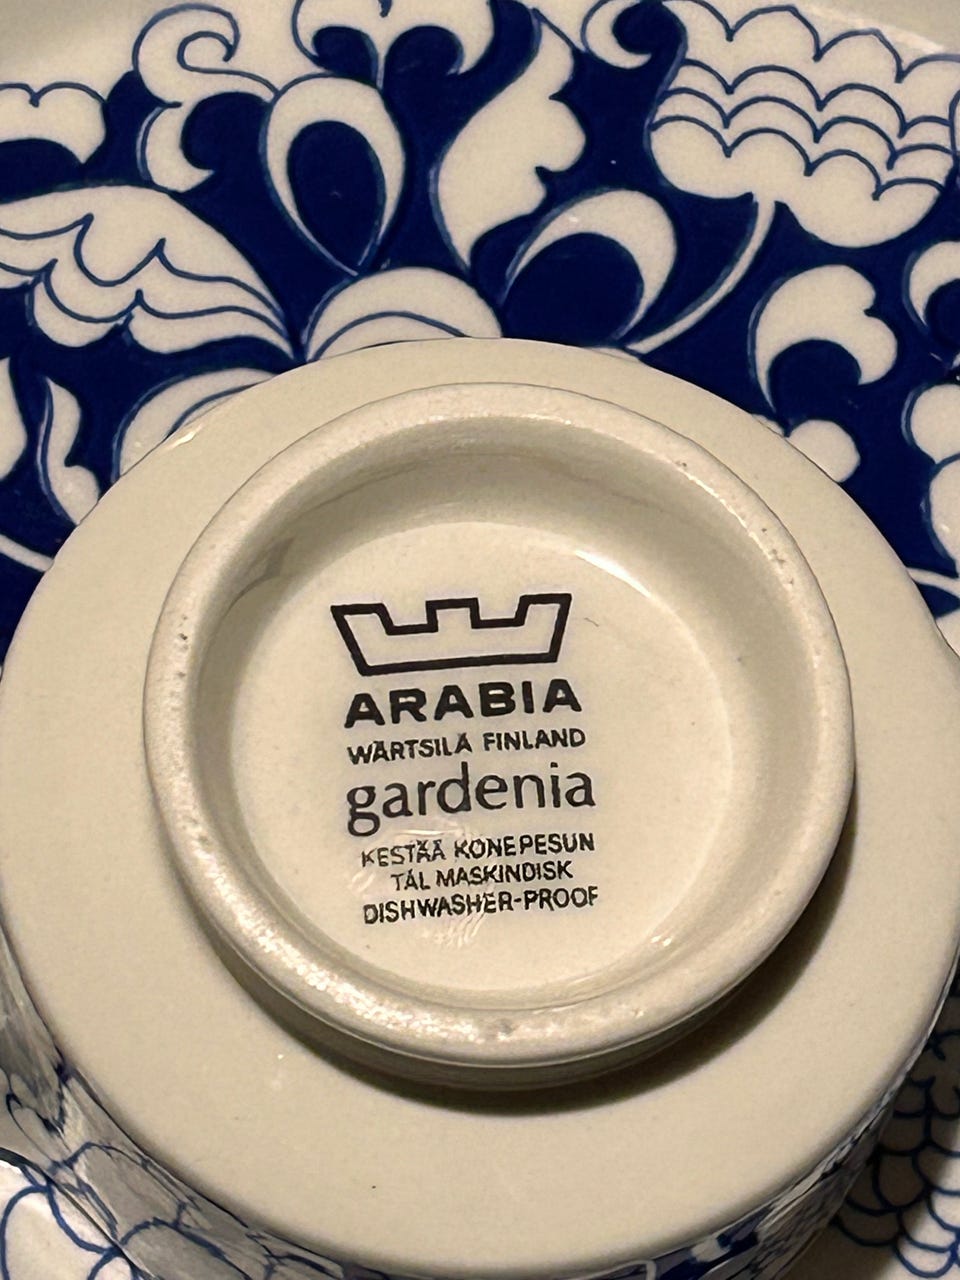 ARABIA
WÄRTSILÄ FINLAND
gardenia
KESTÄÄ KONEPESUN
TÅL MASKINDISK
DISHWASHER-PROOF